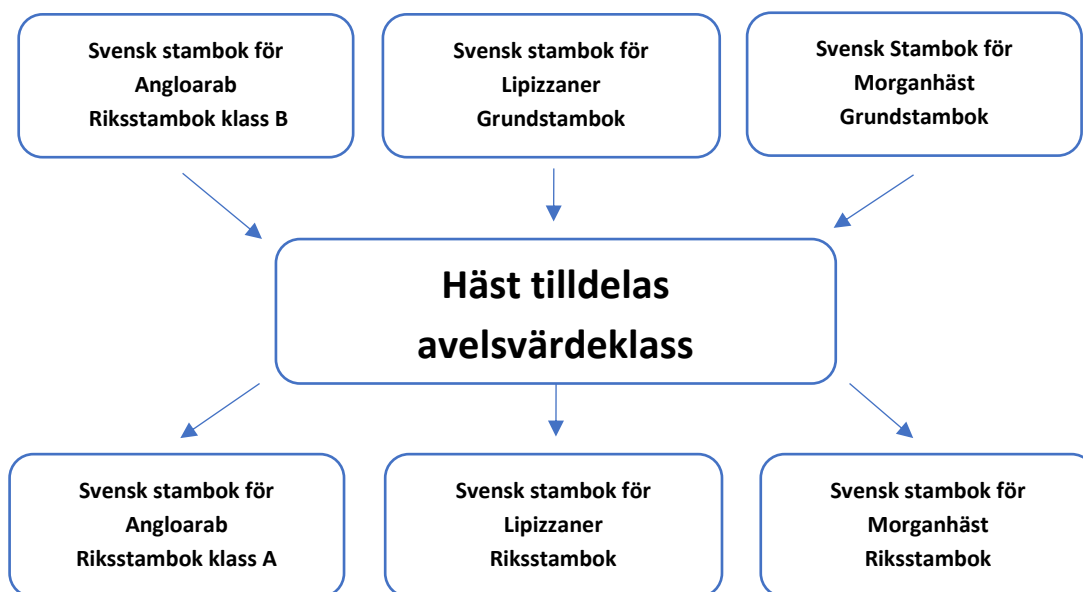 Svensk stambok för
Angloarab
Riksstambok klass B
Svensk stambok för
Lipizzaner
Grundstambok
Svensk Stambok för
Morganhäst
Grundstambok
Häst tilldelas
avelsvärdeklass
Svensk stambok för
Angloarab
Riksstambok klass A
Svensk stambok för
Lipizzaner
Riksstambok
Svensk stambok för
Morganhäst
Riksstambok